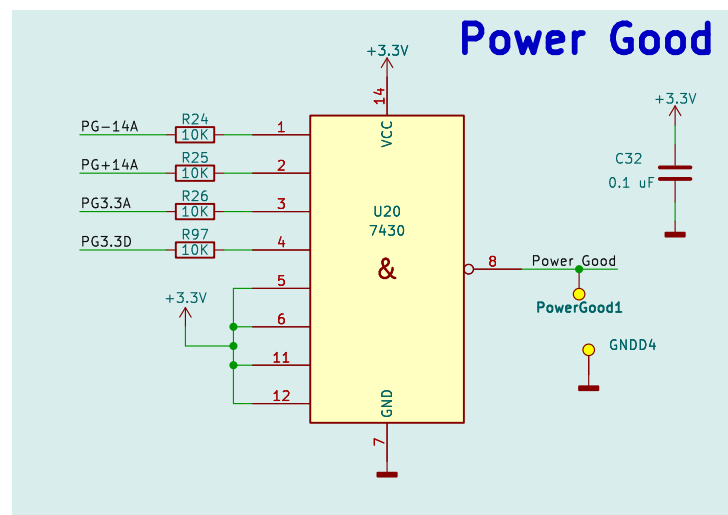 Power Good
+3.3V
14
VCC
+3.3V
C32
0.1 uF
PG-14A
R24
10K
1
PG+14A
R25
10K
2
PG3.3A
R26
10K
3
PG3.3D
R97
10K
4
U20
7430
&
8
Power Good
PowerGood1
GNDD4
+3.3V
5
6
11
12
GND
7